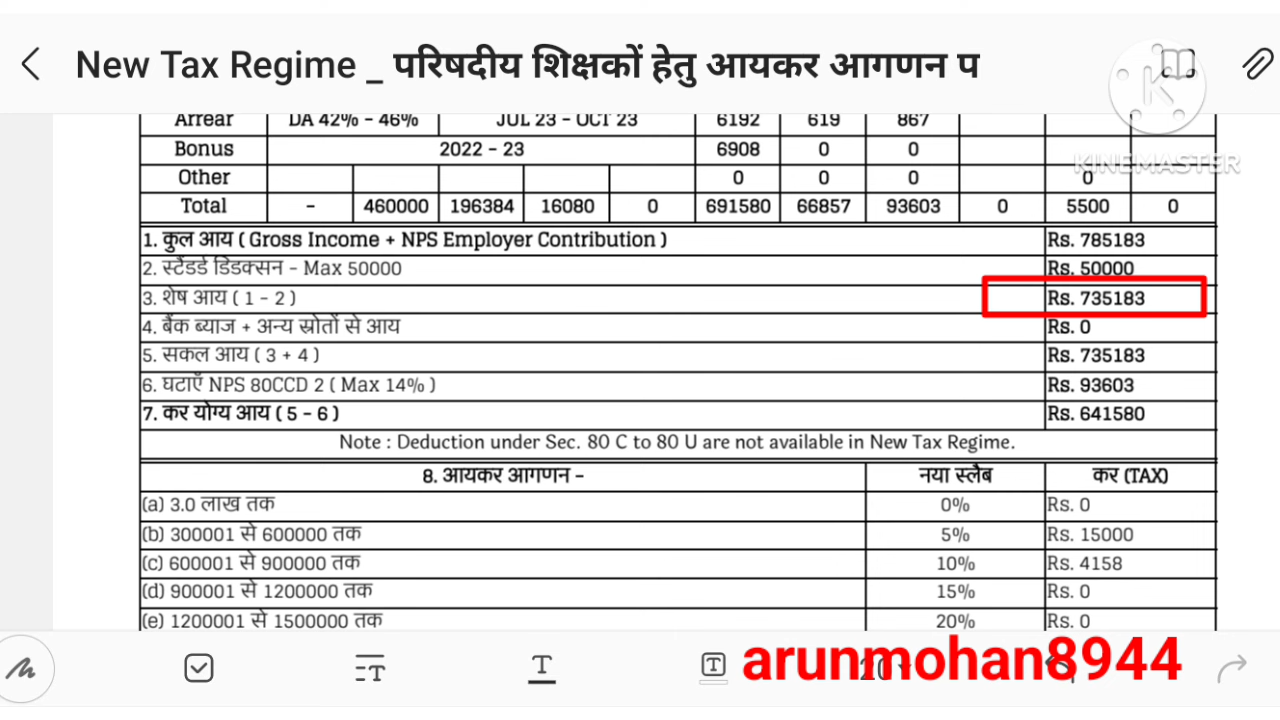 New Tax Regime _ परिषदीय शिक्षकों हेतु आयकर आगणन प
KINEMASTER
Arrear DA 42% - 46% JUL 23 - OCT 23 6192 619 867
Bonus 2022 - 23 6908 0 0
Other 0 0 0 0
Total - 460000 196384 16080 0 691580 66857 93603 0 5500 0
1. कुल आय ( Gross Income + NPS Employer Contribution ) Rs. 785183
2. स्टैंडर्ड डिडक्सन - Max 50000 Rs. 50000
3. शेष आय ( 1 - 2 ) Rs. 735183
4. बैंक ब्याज + अन्य स्रोतों से आय Rs. 0
5. सकल आय ( 3 + 4 ) Rs. 735183
6. घटाएँ NPS 80CCD 2 ( Max 14% ) Rs. 93603
7. कर योग्य आय ( 5 - 6 ) Rs. 641580
Note : Deduction under Sec. 80 C to 80 U are not available in New Tax Regime.
8. आयकर आगणन - नया स्लैब कर (TAX)
(a) 3.0 लाख तक 0% Rs. 0
(b) 300001 से 600000 तक 5% Rs. 15000
(c) 600001 से 900000 तक 10% Rs. 4158
(d) 900001 से 1200000 तक 15% Rs. 0
(e) 1200001 से 1500000 तक 20% Rs. 0
arunmohan8944